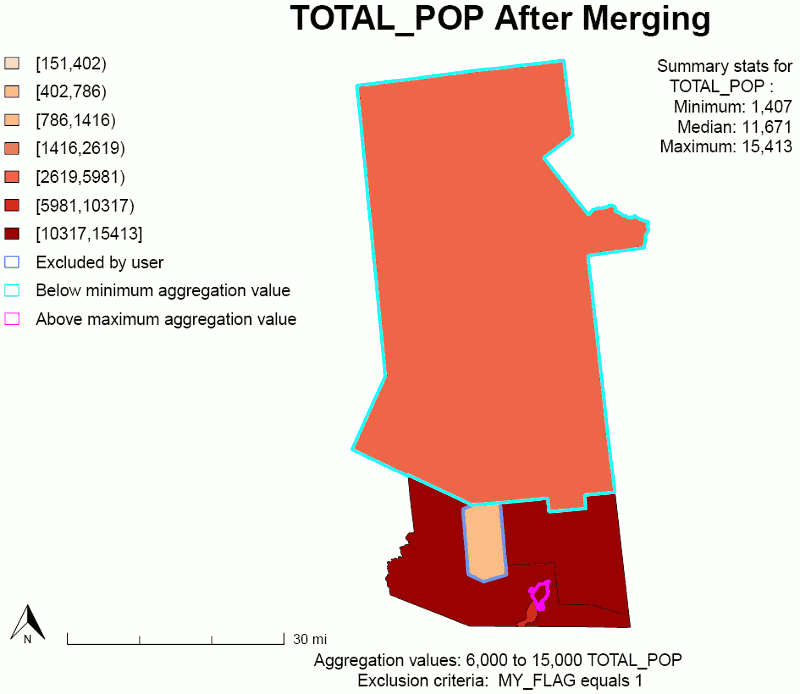 TOTAL_POP After Merging
[151,402)
[402,786)
[786,1416)
[1416,2619)
[2619,5981)
[5981,10317)
[10317,15413]
Excluded by user
Below minimum aggregation value
Above maximum aggregation value
Summary stats for
TOTAL_POP :
Minimum: 1,407
Median: 11,671
Maximum: 15,413
N
30 mi
Aggregation values: 6,000 to 15,000 TOTAL_POP
Exclusion criteria: MY_FLAG equals 1